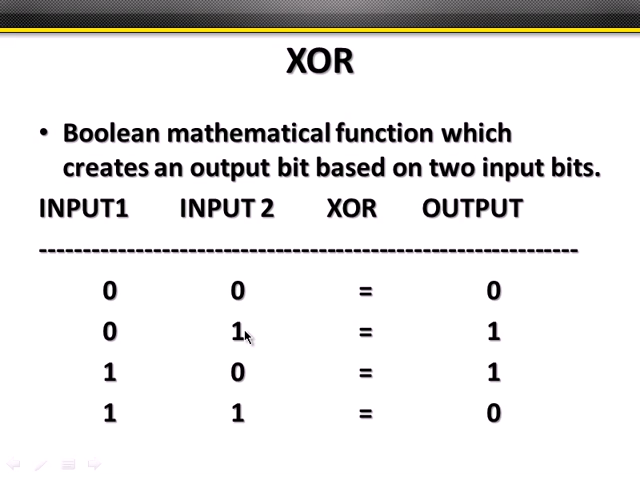 XOR
• Boolean mathematical function which
creates an output bit based on two input bits.
INPUT1 INPUT 2 XOR OUTPUT
-------------------------------------------------------------
0 0 = 0
0 1 = 1
1 0 = 1
1 1 = 0